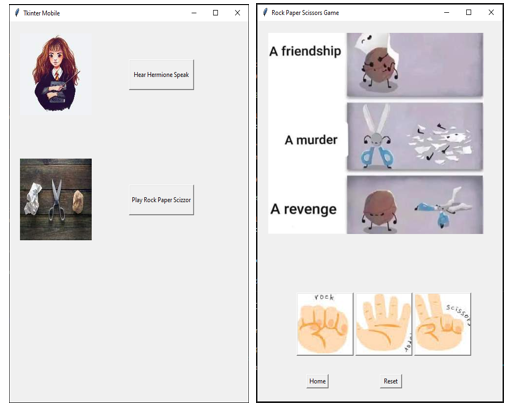 Tkinter Mobile
Hear Hermione Speak
Play Rock Paper Scizzor
Rock Paper Scissors Game
A friendship
A murder
A revenge
rock
paper
scissors
Home
Reset